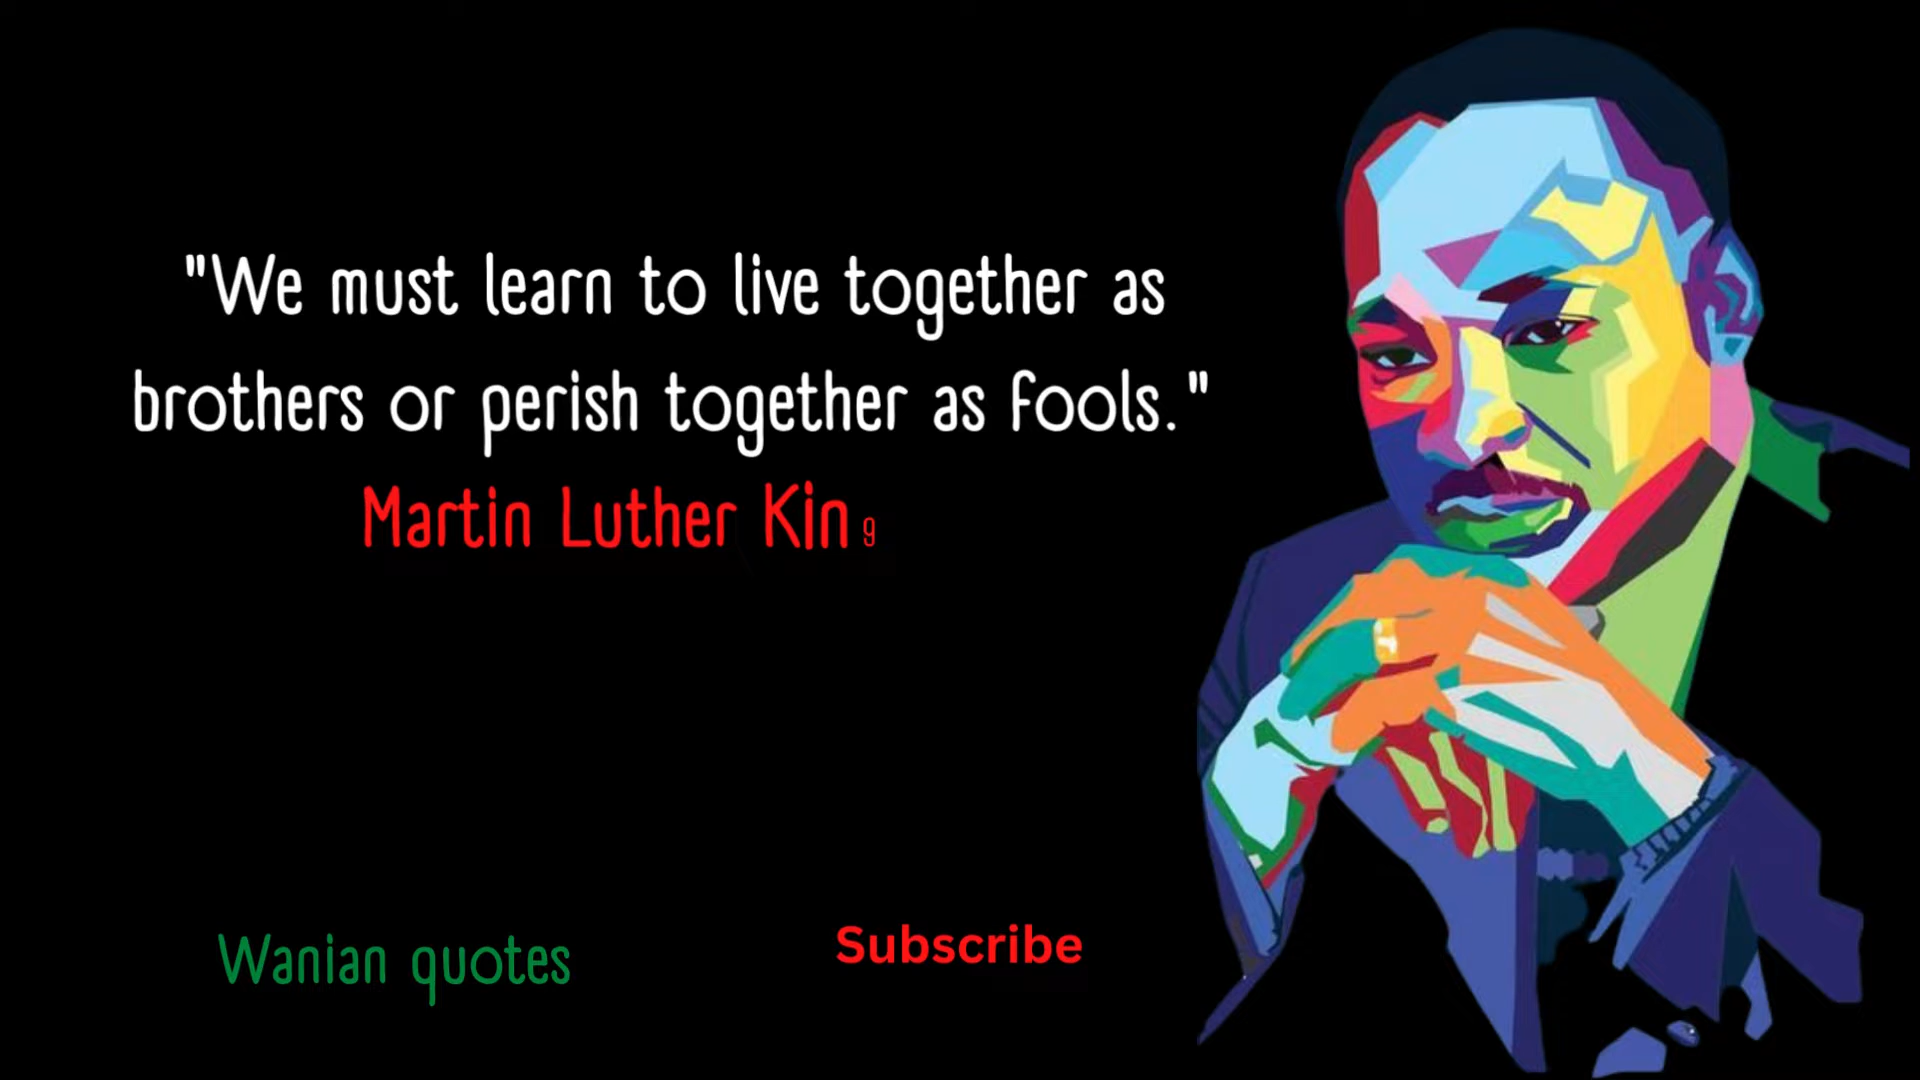 "We must learn to live together as
brothers or perish together as fools."
Martin Luther King
Wanian quotes
Subscribe